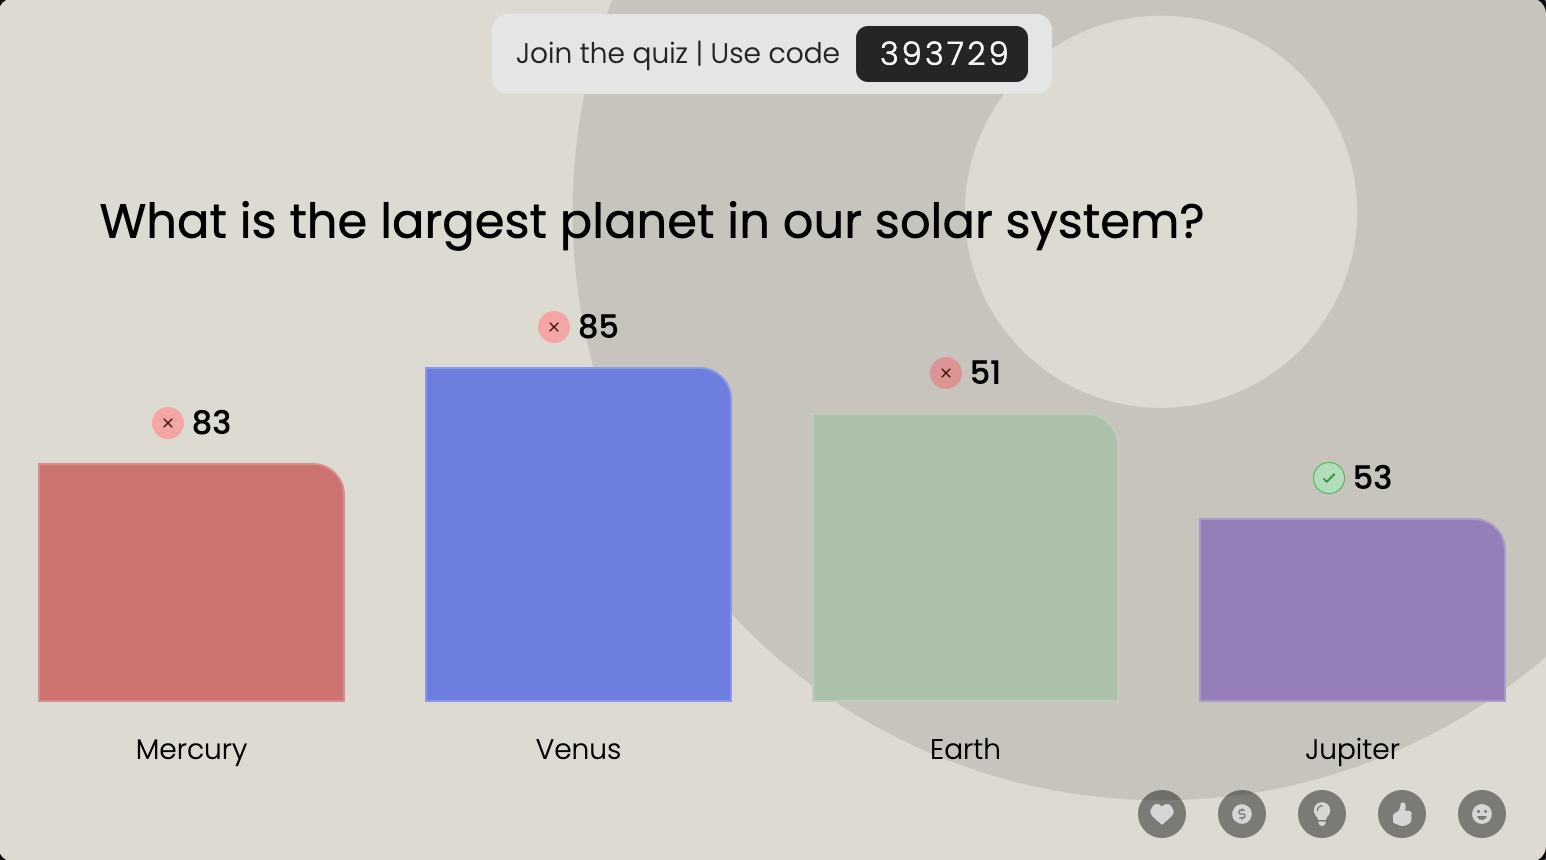 Join the quiz | Use code 393729
What is the largest planet in our solar system?
83
85
51
53
Mercury
Venus
Earth
Jupiter